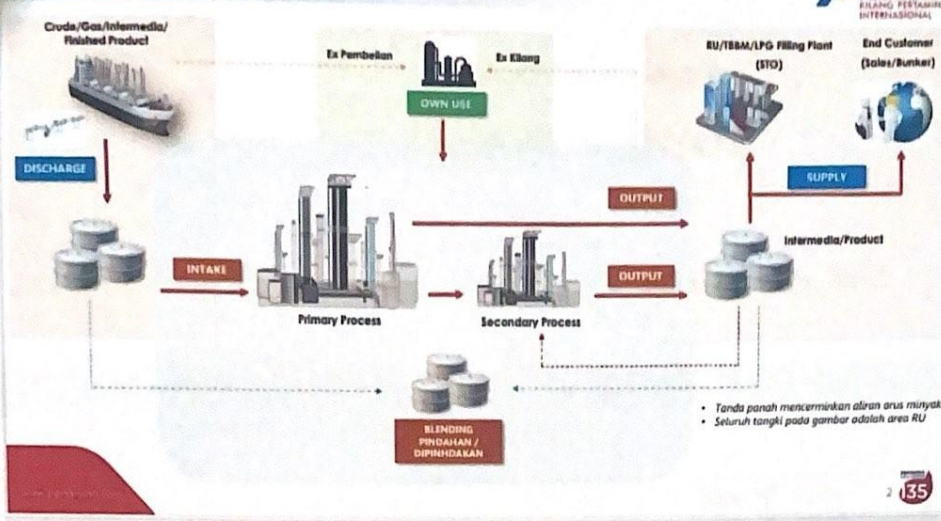 KILANG PERTAMINA
INTERNASIONAL
Crude/Gas/Intermedia/
Finished Product
Ex Pembelian
Ex Kilang
OWN USE
RU/TBBM/LPG Filling Plant
(STO)
End Customer
(Sales/Bunker)
DISCHARGE
SUPPLY
OUTPUT
Intermedia/Product
INTAKE
OUTPUT
Primary Process
Secondary Process
BLENDING
PINDAHAN /
DIPINHDAKAN
• Tanda panah mencerminkan aliran arus minyak
• Seluruh tangki pada gambar adalah area RU
2
135